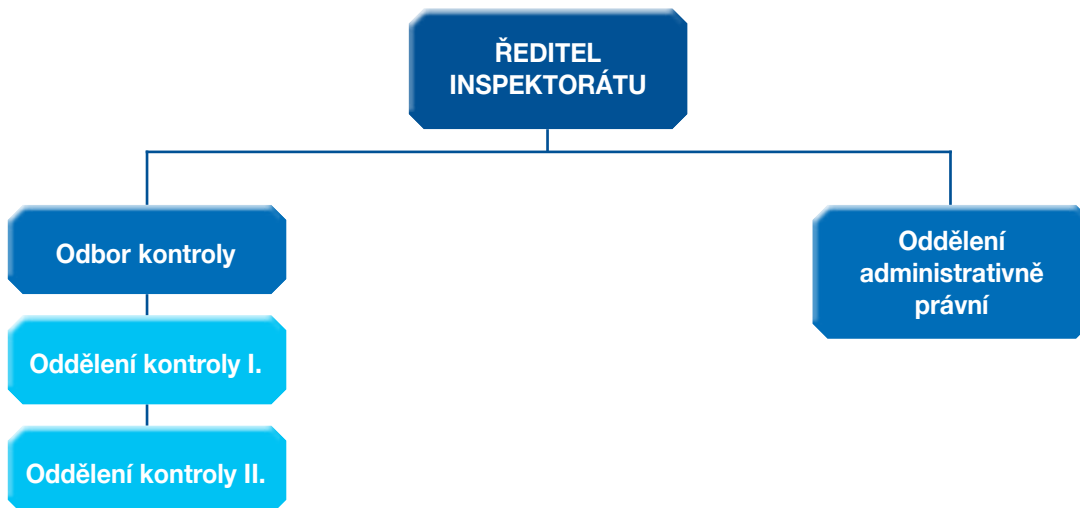 ŘEDITEL
INSPEKTORÁTU
Odbor kontroly
Oddělení
administrativně
právní
Oddělení kontroly I.
Oddělení kontroly II.